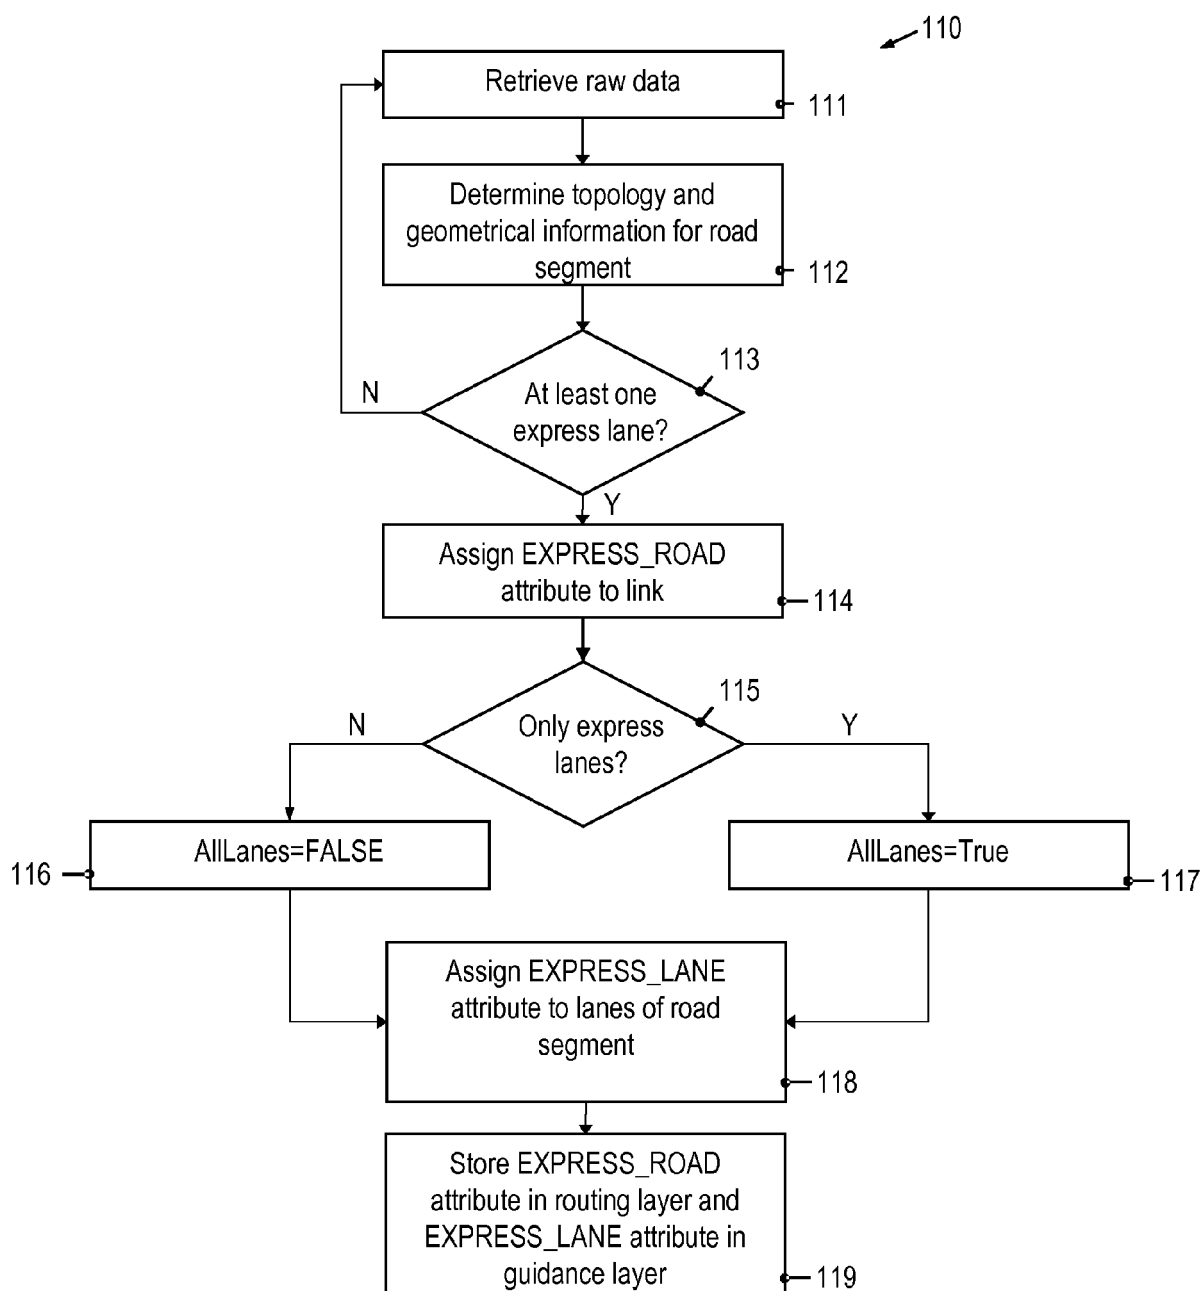 110
Retrieve raw data
111
Determine topology and
geometrical information for road
segment
112
113
At least one
express lane?
N
Y
Assign EXPRESS_ROAD
attribute to link
114
115
Only express
lanes?
N
Y
AllLanes=FALSE
116
AllLanes=True
117
Assign EXPRESS_LANE
attribute to lanes of road
segment
118
Store EXPRESS_ROAD
attribute in routing layer and
EXPRESS_LANE attribute in
guidance layer
119